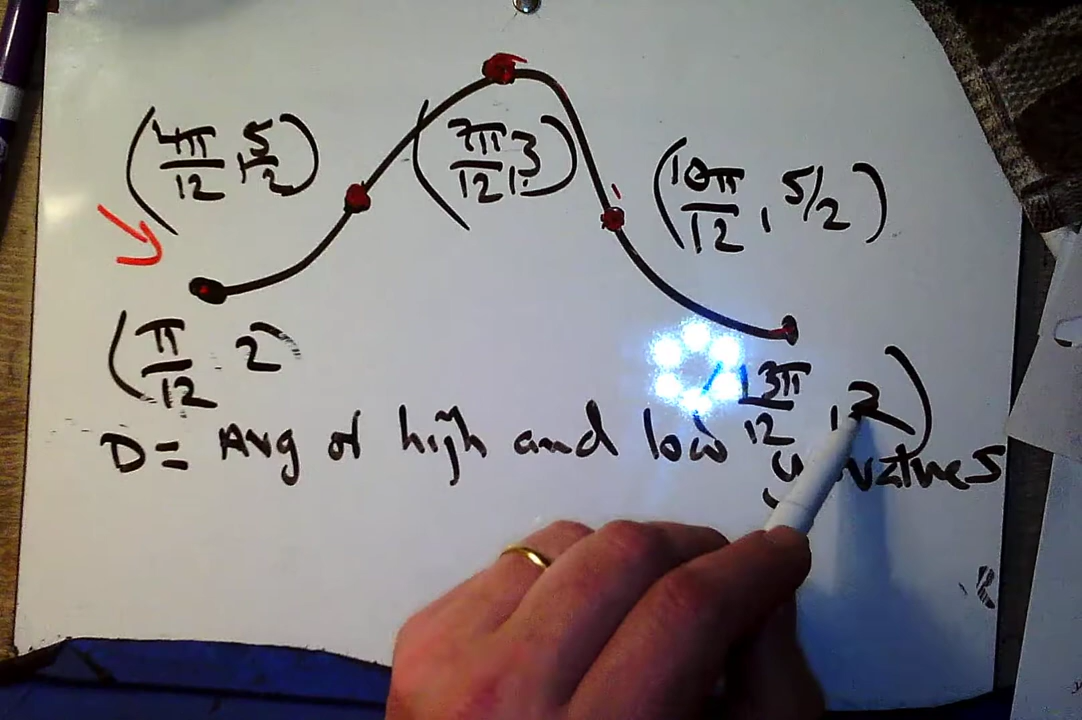 (4π/12, 5/2)
(7π/12, 3)
(10π/12, 5/2)
(π/12 2)
13π/12, 2)
D = Avg of high and low y values